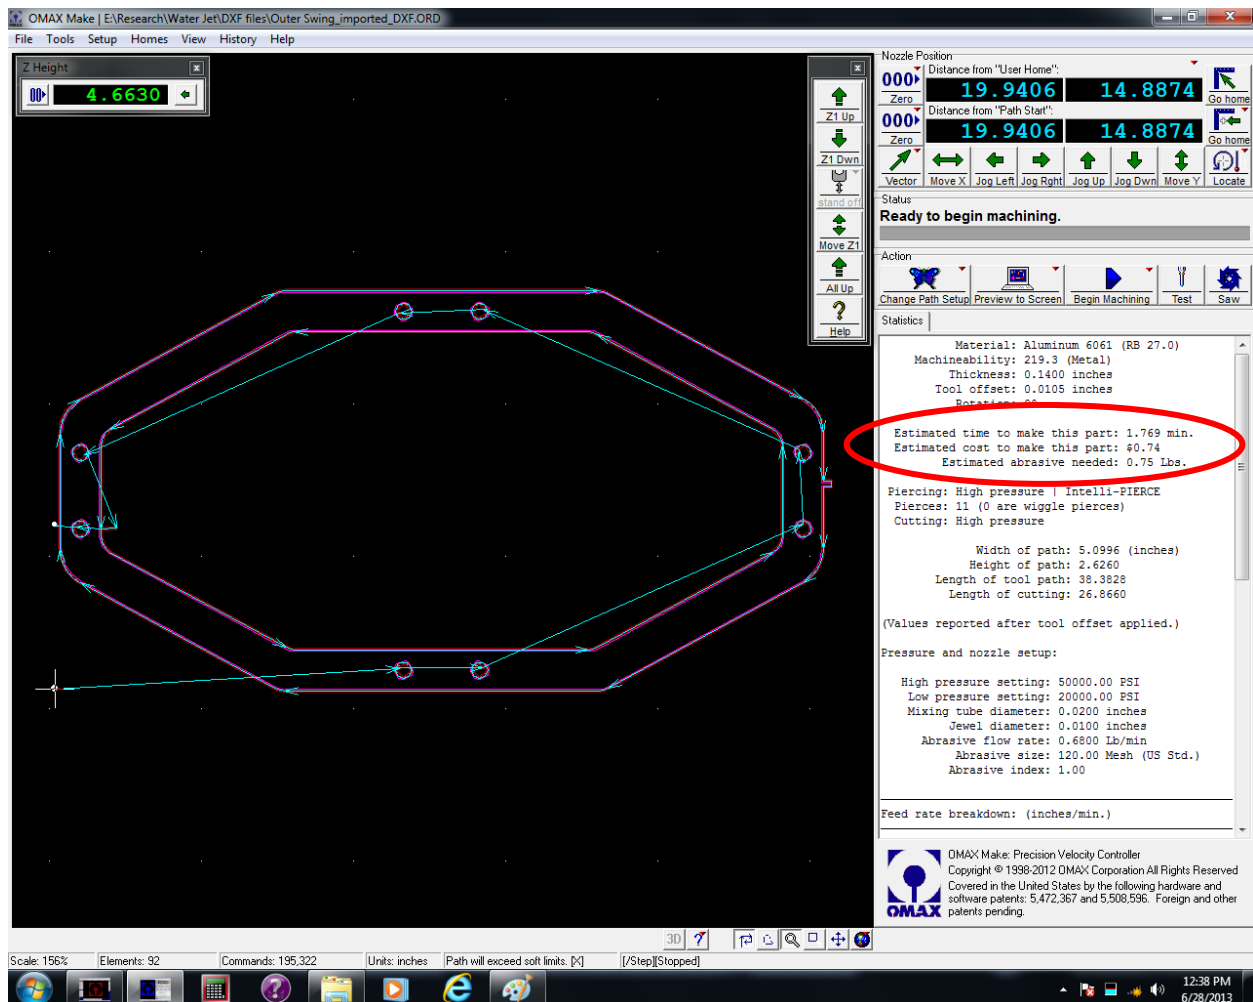 OMAX Make | E:\Research\Water Jet\DXF files\Outer Swing_imported_DXF.ORD
File Tools Setup Homes View History Help
Z Height
4.6630
Z1 Up
Z1 Dwn
stand off
Move Z1
All Up
Help
Nozzle Position
Distance from "User Home":
000 19.9406 14.8874
Zero Go home
Distance from "Path Start":
000 19.9406 14.8874
Zero Go home
Vector Move X Jog Left Jog Rght Jog Up Jog Dwn Move Y Locate
Status
Ready to begin machining.
Action
Change Path Setup Preview to Screen Begin Machining Test Saw
Statistics
Material: Aluminum 6061 (RB 27.0)
Machineability: 219.3 (Metal)
Thickness: 0.1400 inches
Tool offset: 0.0105 inches
Estimated time to make this part: 1.769 min.
Estimated cost to make this part: $0.74
Estimated abrasive needed: 0.75 Lbs.
Piercing: High pressure | Intelli-PIERCE
Pierces: 11 (0 are wiggle pierces)
Cutting: High pressure
Width of path: 5.0996 (inches)
Height of path: 2.6260
Length of tool path: 38.3828
Length of cutting: 26.8660
(Values reported after tool offset applied.)
Pressure and nozzle setup:
High pressure setting: 50000.00 PSI
Low pressure setting: 20000.00 PSI
Mixing tube diameter: 0.0200 inches
Jewel diameter: 0.0100 inches
Abrasive flow rate: 0.6800 Lb/min
Abrasive size: 120.00 Mesh (US Std.)
Abrasive index: 1.00
Feed rate breakdown: (inches/min.)
OMAX Make: Precision Velocity Controller
Copyright © 1998-2012 OMAX Corporation All Rights Reserved
Covered in the United States by the following hardware and
software patents: 5,472,367 and 5,508,596. Foreign and other
patents pending.
OMAX
3D
Scale: 156% Elements: 92 Commands: 195,322 Units: inches Path will exceed soft limits. [X] [/Step][Stopped]
12:38 PM
6/28/2013